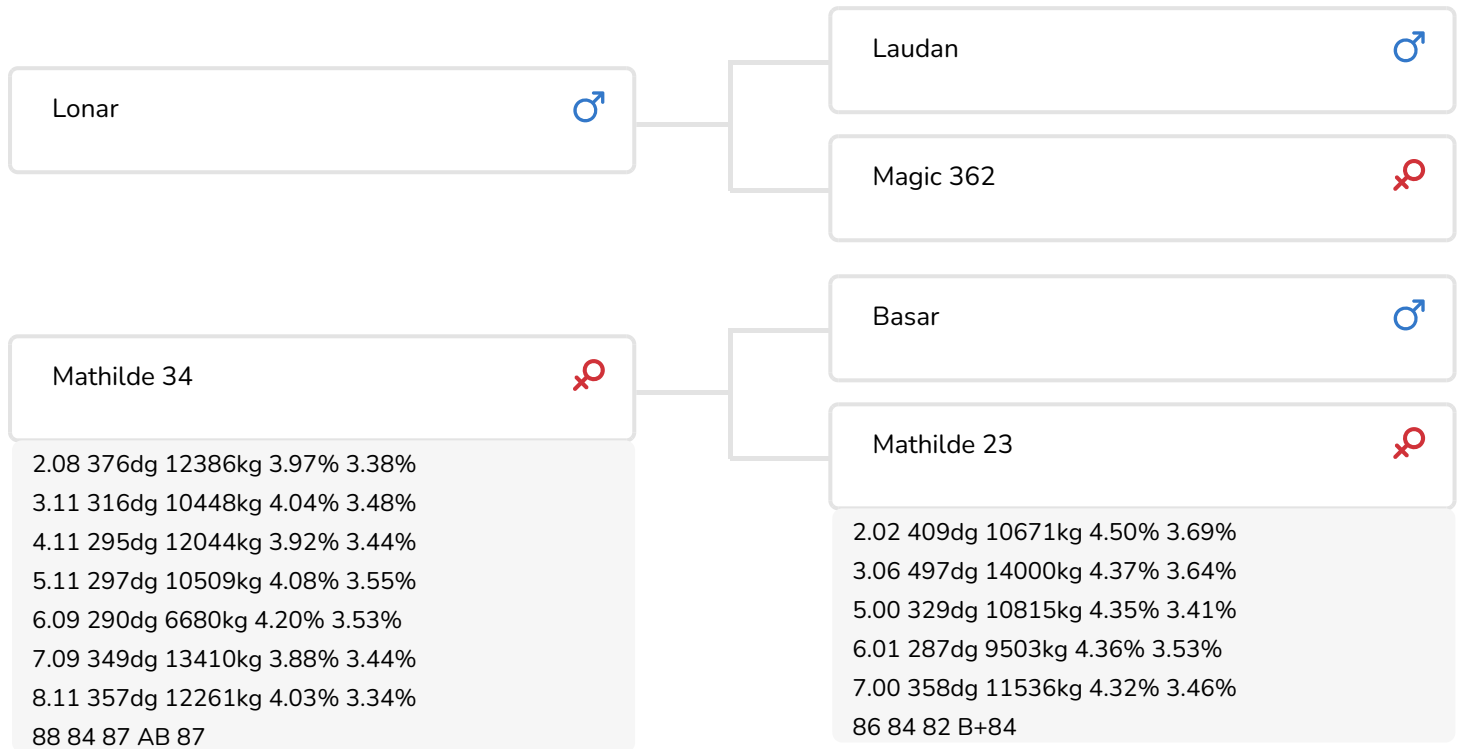 Lonar
Laudan
Magic 362
Mathilde 34
2.08 376dg 12386kg 3.97% 3.38%
3.11 316dg 10448kg 4.04% 3.48%
4.11 295dg 12044kg 3.92% 3.44%
5.11 297dg 10509kg 4.08% 3.55%
6.09 290dg 6680kg 4.20% 3.53%
7.09 349dg 13410kg 3.88% 3.44%
8.11 357dg 12261kg 4.03% 3.34%
88 84 87 AB 87
Basar
Mathilde 23
2.02 409dg 10671kg 4.50% 3.69%
3.06 497dg 14000kg 4.37% 3.64%
5.00 329dg 10815kg 4.35% 3.41%
6.01 287dg 9503kg 4.36% 3.53%
7.00 358dg 11536kg 4.32% 3.46%
86 84 82 B+84